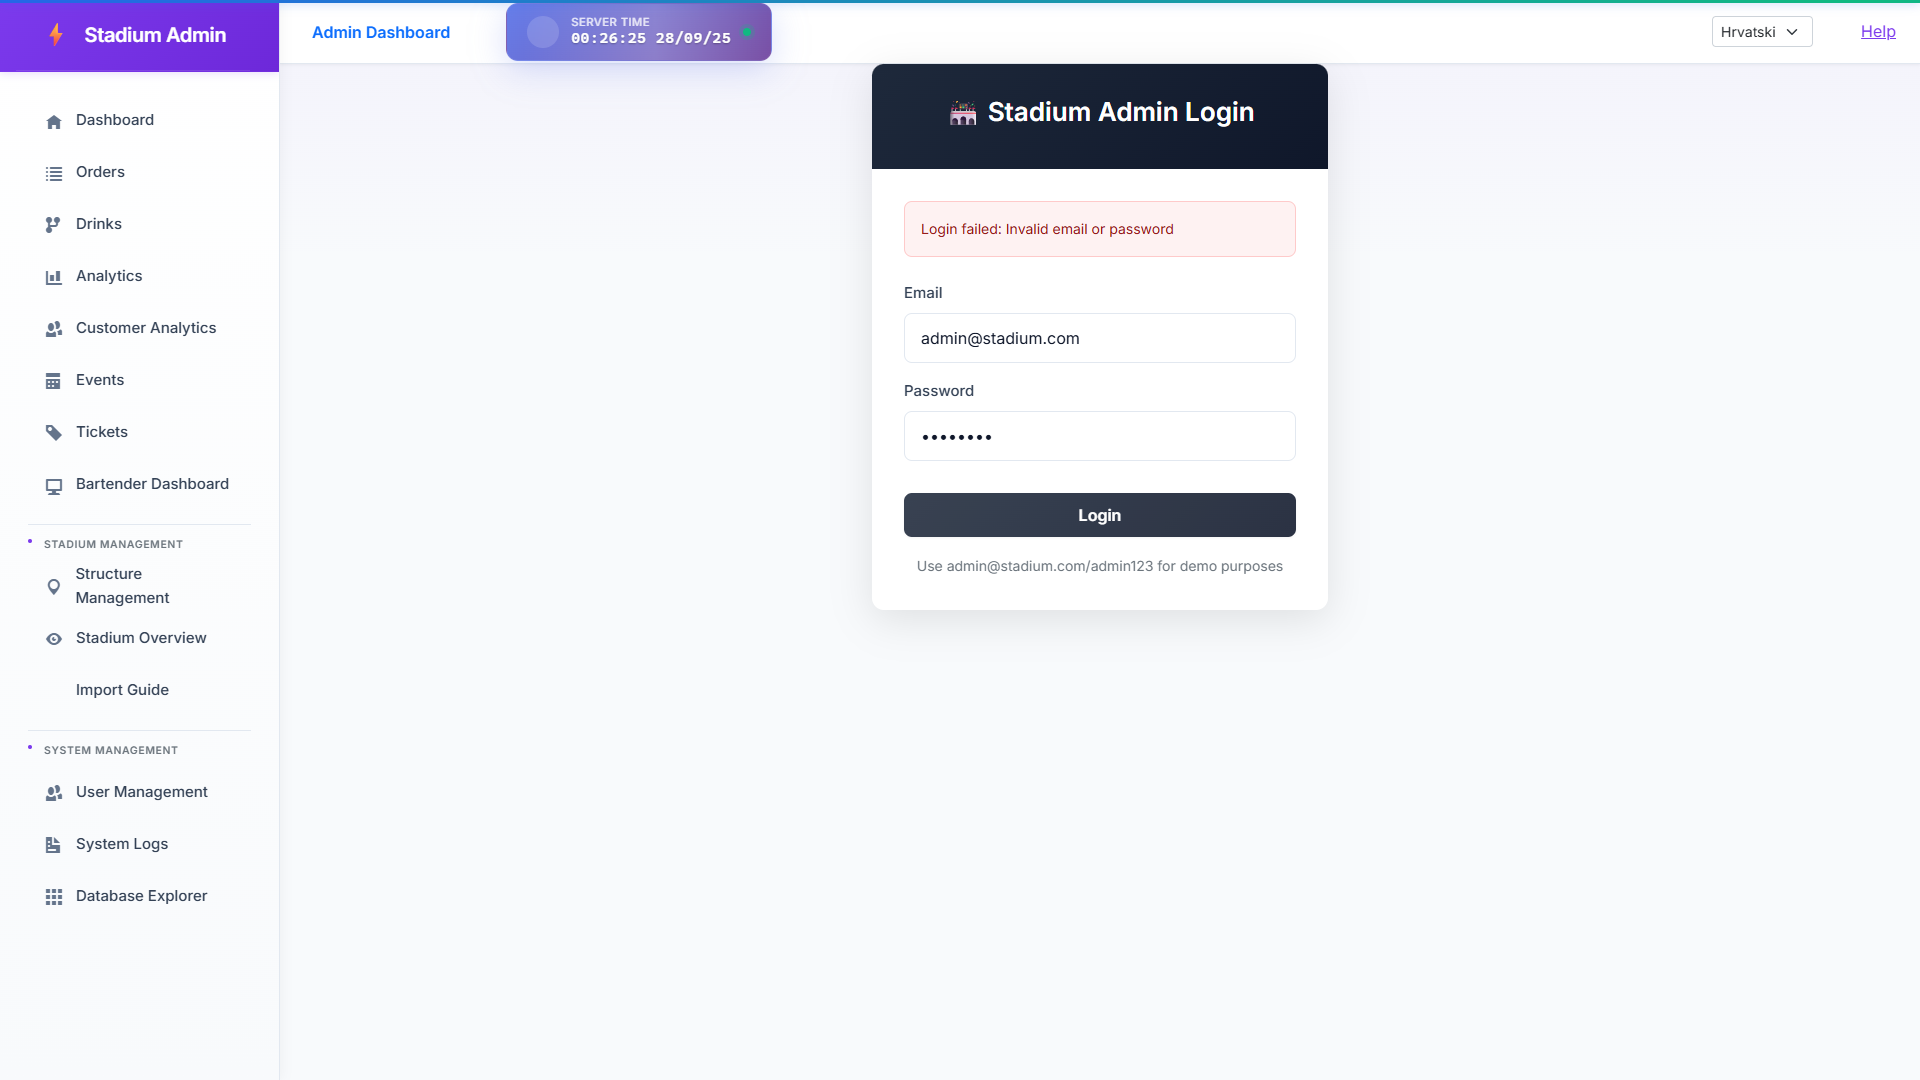 Stadium Admin
Admin Dashboard
SERVER TIME
00:26:25 28/09/25
Hrvatski
Help
Dashboard
Orders
Drinks
Analytics
Customer Analytics
Events
Tickets
Bartender Dashboard
STADIUM MANAGEMENT
Structure
Management
Stadium Overview
Import Guide
SYSTEM MANAGEMENT
User Management
System Logs
Database Explorer
Stadium Admin Login
Login failed: Invalid email or password
Email
admin@stadium.com
Password
••••••••
Login
Use admin@stadium.com/admin123 for demo purposes